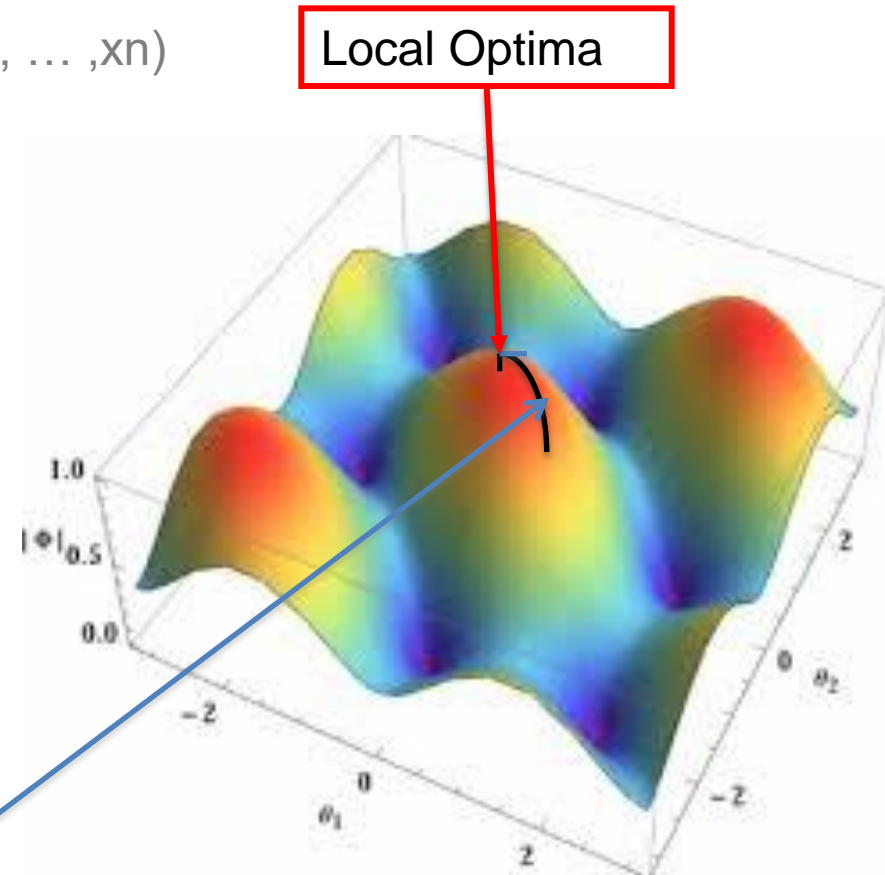 , … ,xn)
Local Optima
1.0
|Φ|
0.5
0.0
−2
0
θ1
2
2
0
θ2
−2